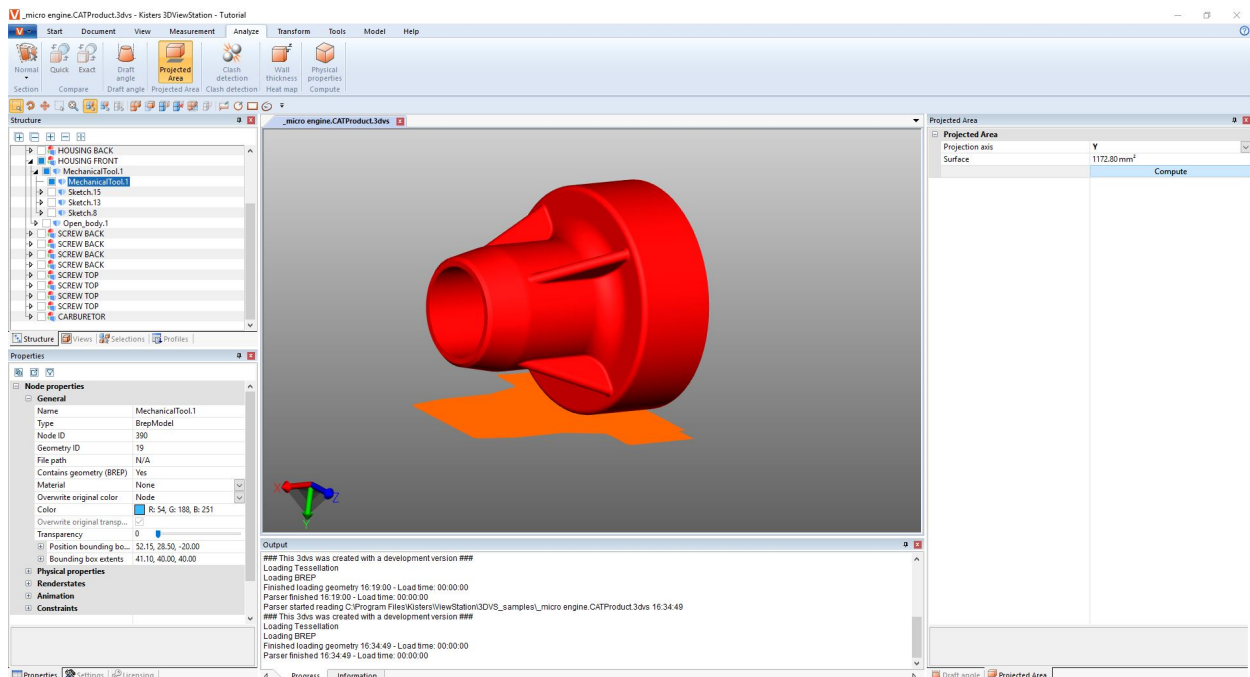 _micro engine.CATProduct.3dvs - Kisters 3DViewStation - Tutorial
V Start Document View Measurement Analyze Transform Tools Model Help
Normal Quick Exact Draft angle Projected Area Clash detection Wall thickness Physical properties
Section Compare Draft angle Projected Area Clash detection Heat map Compute
Structure
HOUSING BACK
HOUSING FRONT
MechanicalTool.1
MechanicalTool.1
Sketch.15
Sketch.13
Sketch.8
Open_body.1
SCREW BACK
SCREW BACK
SCREW BACK
SCREW BACK
SCREW TOP
SCREW TOP
SCREW TOP
SCREW TOP
CARBURETOR
Structure Views Selections Profiles
Properties
Node properties
General
Name MechanicalTool.1
Type BrepModel
Node ID 390
Geometry ID 19
File path N/A
Contains geometry (BREP) Yes
Material None
Overwrite original color Node
Color R: 54, G: 188, B: 251
Overwrite original transp...
Transparency 0
Position bounding bo... 52.15, 28.50, -20.00
Bounding box extents 41.10, 40.00, 40.00
Physical properties
Renderstates
Animation
Constraints
Properties Settings Licensing
_micro engine.CATProduct.3dvs
X Z
Y
Output
### This 3dvs was created with a development version ###
Loading Tessellation
Loading BREP
Finished loading geometry 16:19:00 - Load time: 00:00:00
Parser finished 16:19:00 - Load time: 00:00:00
Parser started reading C:\Program Files\Kisters\ViewStation\3DVS_samples\_micro engine.CATProduct.3dvs 16:34:49
### This 3dvs was created with a development version ###
Loading Tessellation
Loading BREP
Finished loading geometry 16:34:49 - Load time: 00:00:00
Parser finished 16:34:49 - Load time: 00:00:00
Progress Information
Projected Area
Projected Area
Projection axis Y
Surface 1172.80 mm²
Compute
Draft angle Projected Area